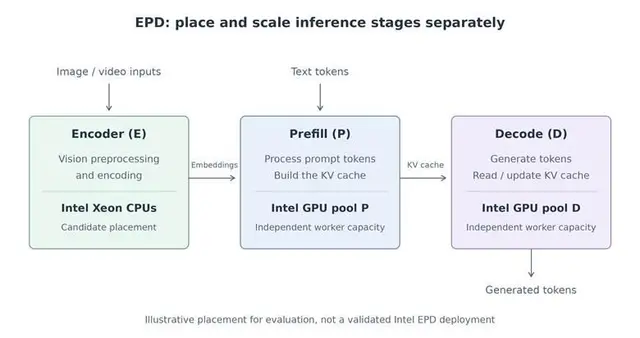 EPD: place and scale inference stages separately
Image / video inputs
Text tokens
Encoder (E)
Vision preprocessing
and encoding
Intel Xeon CPUs
Candidate placement
Embeddings
Prefill (P)
Process prompt tokens
Build the KV cache
Intel GPU pool P
Independent worker capacity
KV cache
Decode (D)
Generate tokens
Read / update KV cache
Intel GPU pool D
Independent worker capacity
Generated tokens
Illustrative placement for evaluation, not a validated Intel EPD deployment